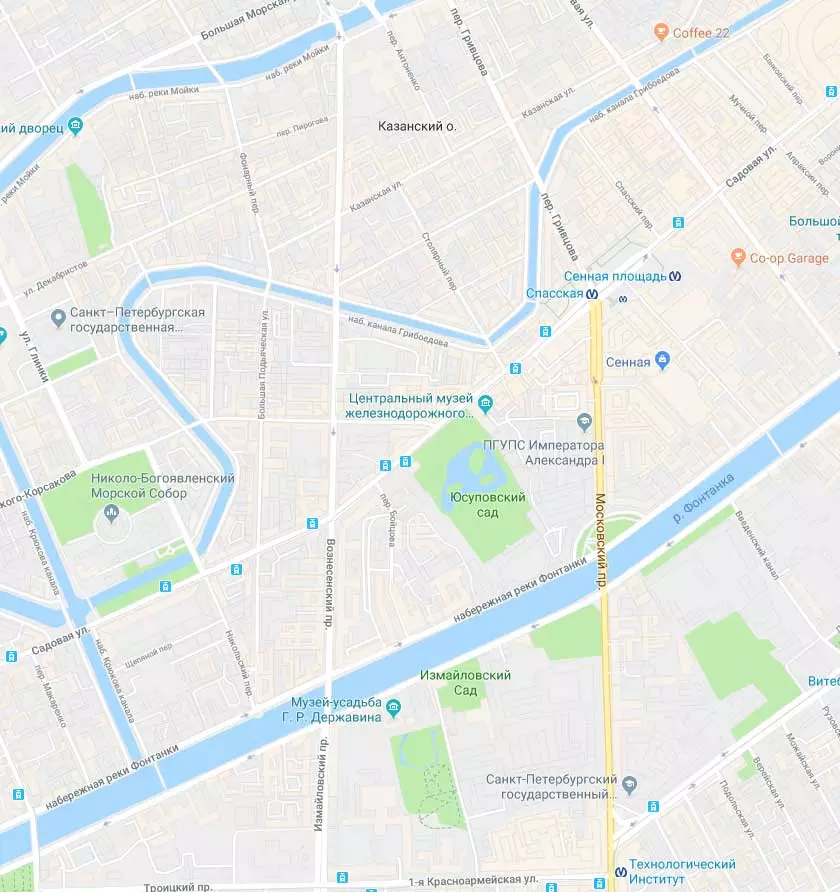 Большая Морская
Coffee 22
пер. Гривцова
Садовая ул.
наб. реки Мойки
пер. Антоненко
Банковский пер.
наб. реки Мойки
наб. канала Грибоедова
Казанская ул.
Мучной пер.
ий дворец
пер. Пирогова
Казанский о.
Апраксин пер.
реки Мойки
Фонарный пер.
Казанская ул.
Спасский пер.
Садовая ул.
пер. Гривцова
Большой
Столярный пер.
Co-op Garage
ул. Декабристов
Сенная площадь
Спасская
Санкт–Петербургская
государственная...
наб. канала Грибоедова
ул. Глинки
Большая Подьяческая ул.
Сенная
Центральный музей
железнодорожного...
ПГУПС Императора
Александра I
кого-Корсакова
Николо-Богоявленский
Морской Собор
Юсуповский
сад
р. Фонтанка
наб. Крюкова канала
пер. Бойцова
Московский пр.
Введенский канал
Вознесенский пр.
набережная реки Фонтанки
Садовая ул.
Щепяной пер.
Никольский пер.
наб. Крюкова канала
пер. Макаренко
Измайловский
Сад
Витеб
Музей-усадьба
Г. Р. Державина
набережная реки Фонтанки
Измайловский пр.
Можайская ул.
Верейская ул.
Подольская ул.
Санкт-Петербургский
государственный...
Технологический
Институт
1-я Красноармейская ул.
Троицкий пр.